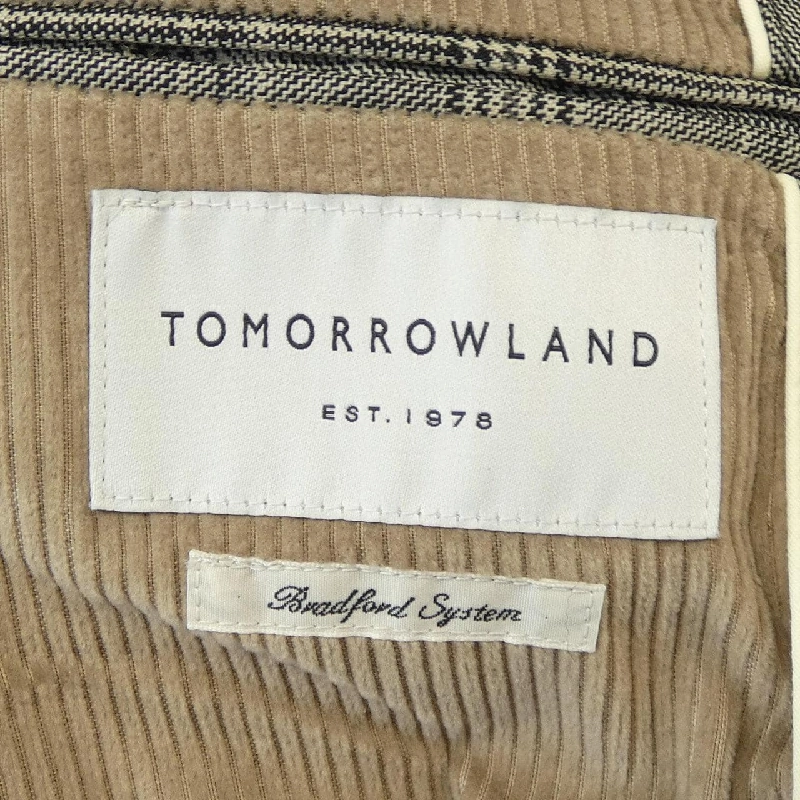 TOMORROWLAND
EST. 1978
Bradford System